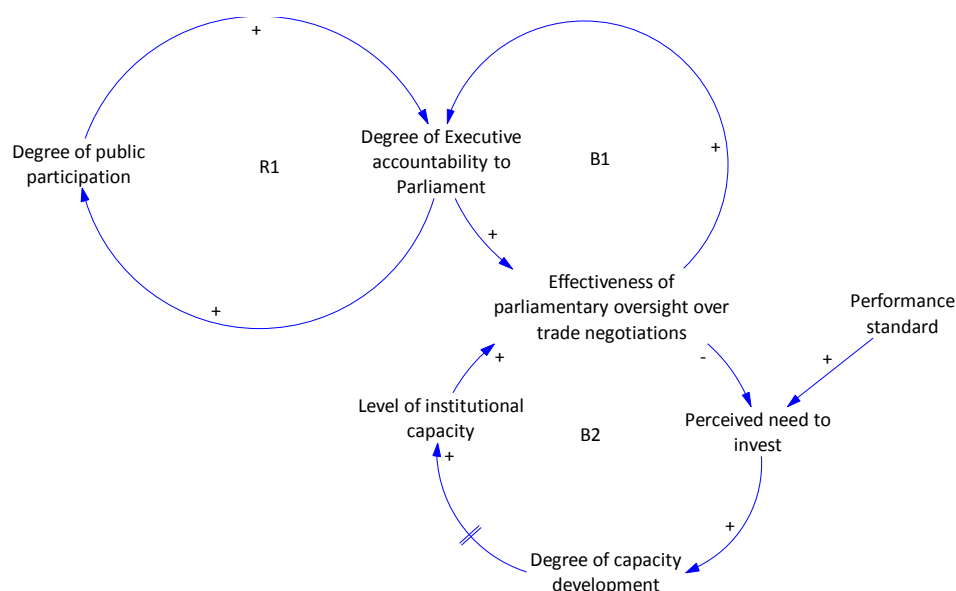 +
Degree of public
participation
R1
Degree of Executive
accountability to
Parliament
B1
+
+
+
Effectiveness of
parliamentary oversight over
trade negotiations
Performance
standard
+
-
+
Level of institutional
capacity
B2
Perceived need to
invest
+
+
Degree of capacity
development